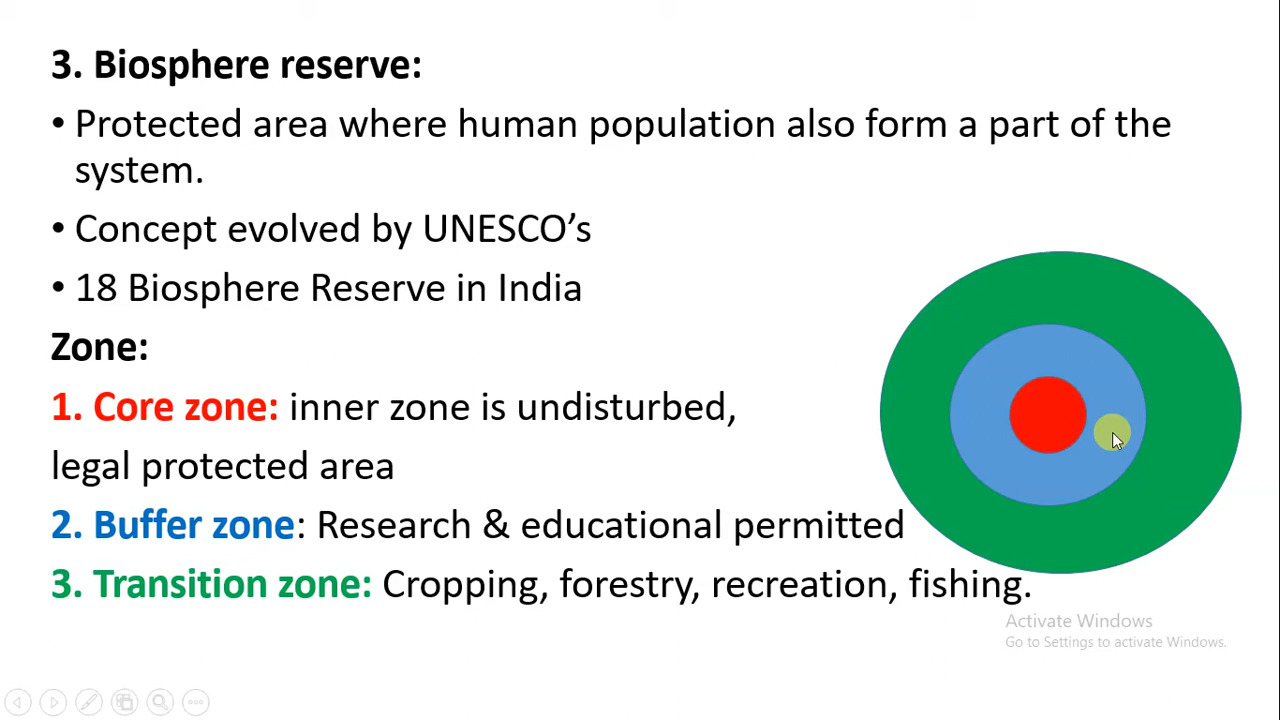 3. Biosphere reserve:
• Protected area where human population also form a part of the
system.
• Concept evolved by UNESCO’s
• 18 Biosphere Reserve in India
Zone:
1. Core zone: inner zone is undisturbed,
legal protected area
2. Buffer zone: Research & educational permitted
3. Transition zone: Cropping, forestry, recreation, fishing.
Activate Windows
Go to Settings to activate Windows.